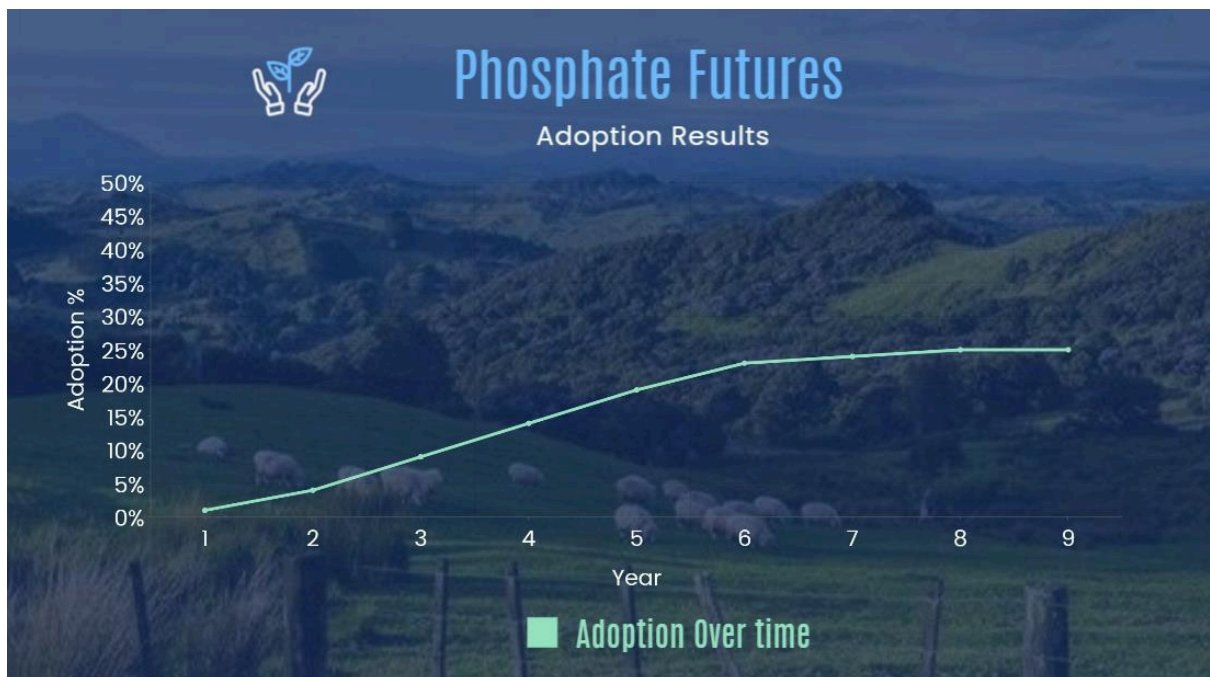 Phosphate Futures
Adoption Results
50%
45%
40%
35%
30%
25%
20%
15%
10%
5%
0%
Adoption %
1 2 3 4 5 6 7 8 9
Year
Adoption Over time